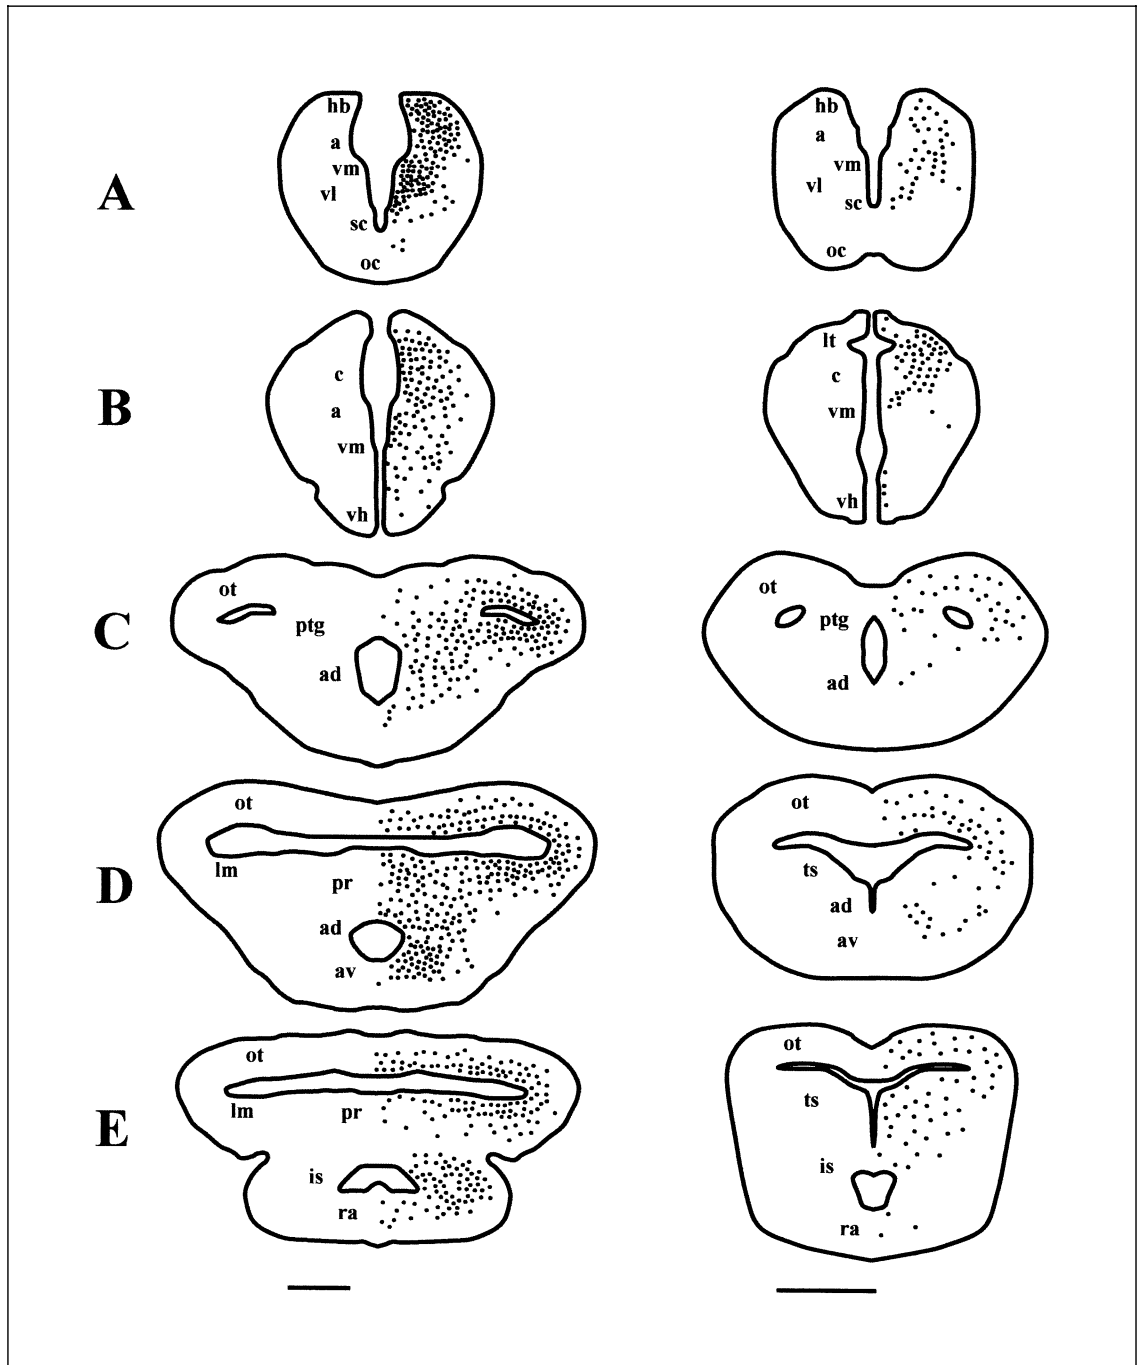 A
hb
a
vm
vl
sc
oc
hb
a
vm
vl
sc
oc
B
c
a
vm
vh
lt
c
vm
vh
C
ot
ptg
ad
ot
ptg
ad
D
ot
lm
pr
ad
av
ot
ts
ad
av
E
ot
lm
pr
is
ra
ot
ts
is
ra